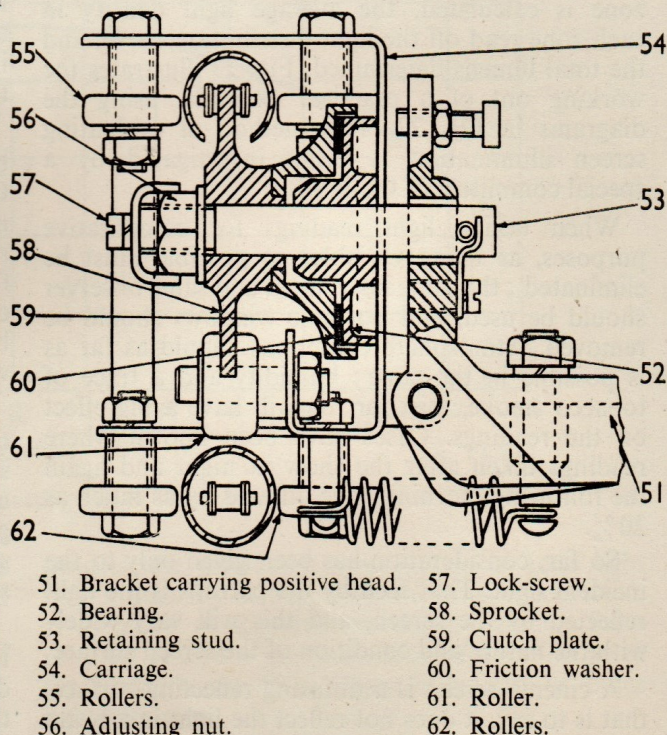 55
56
57
58
59
60
61
62
54
53
52
51
51. Bracket carrying positive head.
52. Bearing.
53. Retaining stud.
54. Carriage.
55. Rollers.
56. Adjusting nut.
57. Lock-screw.
58. Sprocket.
59. Clutch plate.
60. Friction washer.
61. Roller.
62. Rollers.